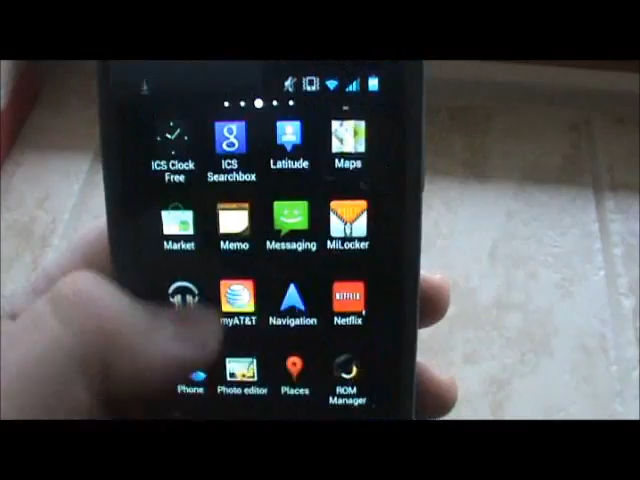 ICS Clock Free
ICS Searchbox
Latitude
Maps
Market
Memo
Messaging
MiLocker
myAT&T
Navigation
NETFLIX
Netflix
Phone
Photo editor
Places
ROM Manager